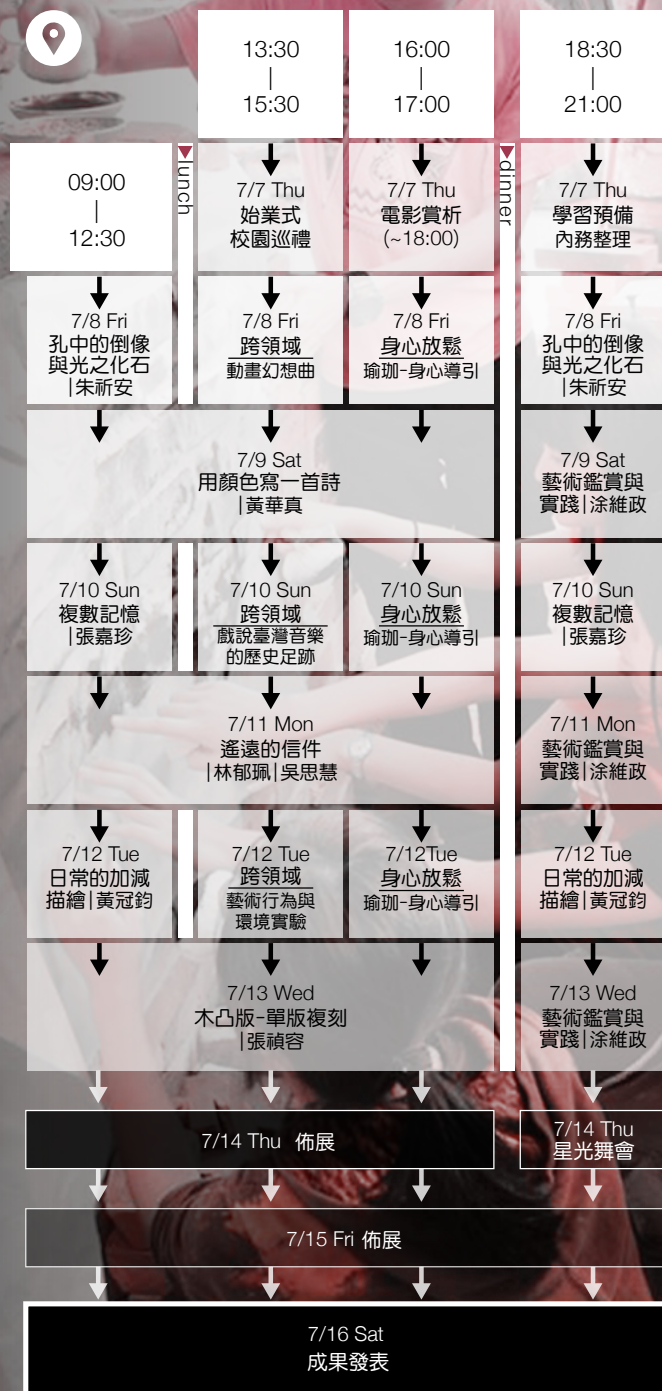 13:30
|
15:30
16:00
|
17:00
18:30
|
21:00
09:00
|
12:30
lunch
7/7 Thu
始業式
校園巡禮
7/7 Thu
電影賞析
(~18:00)
dinner
7/7 Thu
學習預備
內務整理
7/8 Fri
孔中的倒像
與光之化石
|朱祈安
7/8 Fri
跨領域
動畫幻想曲
7/8 Fri
身心放鬆
瑜珈-身心導引
7/8 Fri
孔中的倒像
與光之化石
|朱祈安
7/9 Sat
用顏色寫一首詩
|黃華真
7/9 Sat
藝術鑑賞與
實踐|涂維政
7/10 Sun
複數記憶
|張嘉珍
7/10 Sun
跨領域
戲說臺灣音樂
的歷史足跡
7/10 Sun
身心放鬆
瑜珈-身心導引
7/10 Sun
複數記憶
|張嘉珍
7/11 Mon
遙遠的信件
|林郁珮|吳思慧
7/11 Mon
藝術鑑賞與
實踐|涂維政
7/12 Tue
日常的加減
描繪|黃冠鈞
7/12 Tue
跨領域
藝術行為與
環境實驗
7/12Tue
身心放鬆
瑜珈-身心導引
7/12 Tue
日常的加減
描繪|黃冠鈞
7/13 Wed
木凸版-單版複刻
|張禎容
7/13 Wed
藝術鑑賞與
實踐|涂維政
7/14 Thu 佈展
7/14 Thu
星光舞會
7/15 Fri 佈展
7/16 Sat
成果發表